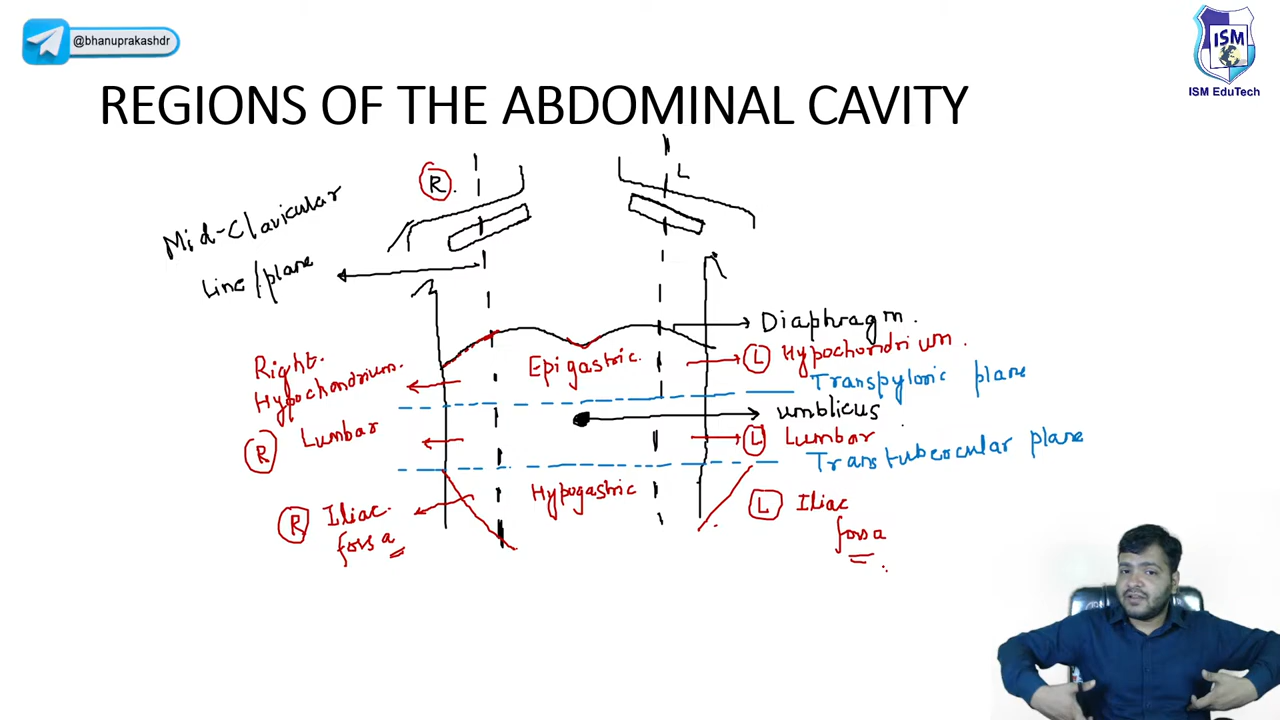 @bhanuprakashdr
ISM
ISM EduTech
REGIONS OF THE ABDOMINAL CAVITY
R.
L
Mid-Clavicular
Line/plane
Diaphragm.
Right.
Hypochondrium.
Epigastric.
L Hypochondrium.
Transpyloric plane
umblicus
R Lumbar
L Lumbar
Transtubercular plane
Hypogastric
R Iliac.
fossa
L Iliac
fossa